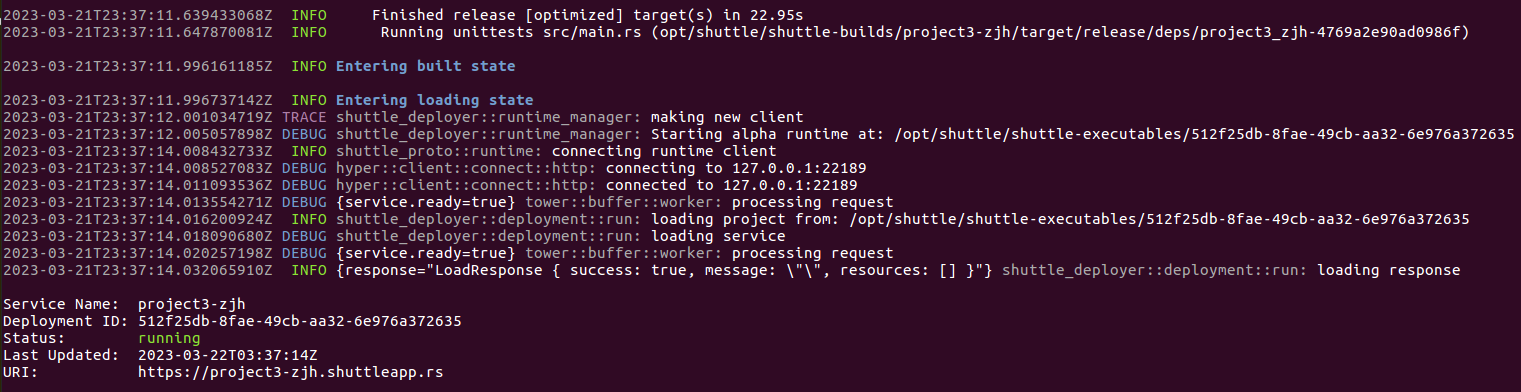 2023-03-21T23:37:11.639433068Z  INFO     Finished release [optimized] target(s) in 22.95s
2023-03-21T23:37:11.647870081Z  INFO      Running unittests src/main.rs (opt/shuttle/shuttle-builds/project3-zjh/target/release/deps/project3_zjh-4769a2e90ad0986f)
2023-03-21T23:37:11.996161185Z  INFO Entering built state
2023-03-21T23:37:11.996737142Z  INFO Entering loading state
2023-03-21T23:37:12.001034719Z TRACE shuttle_deployer::runtime_manager: making new client
2023-03-21T23:37:12.005057898Z DEBUG shuttle_deployer::runtime_manager: Starting alpha runtime at: /opt/shuttle/shuttle-executables/512f25db-8fae-49cb-aa32-6e976a372635
2023-03-21T23:37:14.008432733Z  INFO shuttle_proto::runtime: connecting runtime client
2023-03-21T23:37:14.008527083Z DEBUG hyper::client::connect::http: connecting to 127.0.0.1:22189
2023-03-21T23:37:14.011093536Z DEBUG hyper::client::connect::http: connected to 127.0.0.1:22189
2023-03-21T23:37:14.013554271Z DEBUG {service.ready=true} tower::buffer::worker: processing request
2023-03-21T23:37:14.016200924Z  INFO shuttle_deployer::deployment::run: loading project from: /opt/shuttle/shuttle-executables/512f25db-8fae-49cb-aa32-6e976a372635
2023-03-21T23:37:14.018090680Z DEBUG shuttle_deployer::deployment::run: loading service
2023-03-21T23:37:14.020257198Z DEBUG {service.ready=true} tower::buffer::worker: processing request
2023-03-21T23:37:14.032065910Z  INFO {response="LoadResponse { success: true, message: \"\", resources: [] }"} shuttle_deployer::deployment::run: loading response
Service Name:  project3-zjh
Deployment ID: 512f25db-8fae-49cb-aa32-6e976a372635
Status:        running
Last Updated:  2023-03-22T03:37:14Z
URI:           https://project3-zjh.shuttleapp.rs